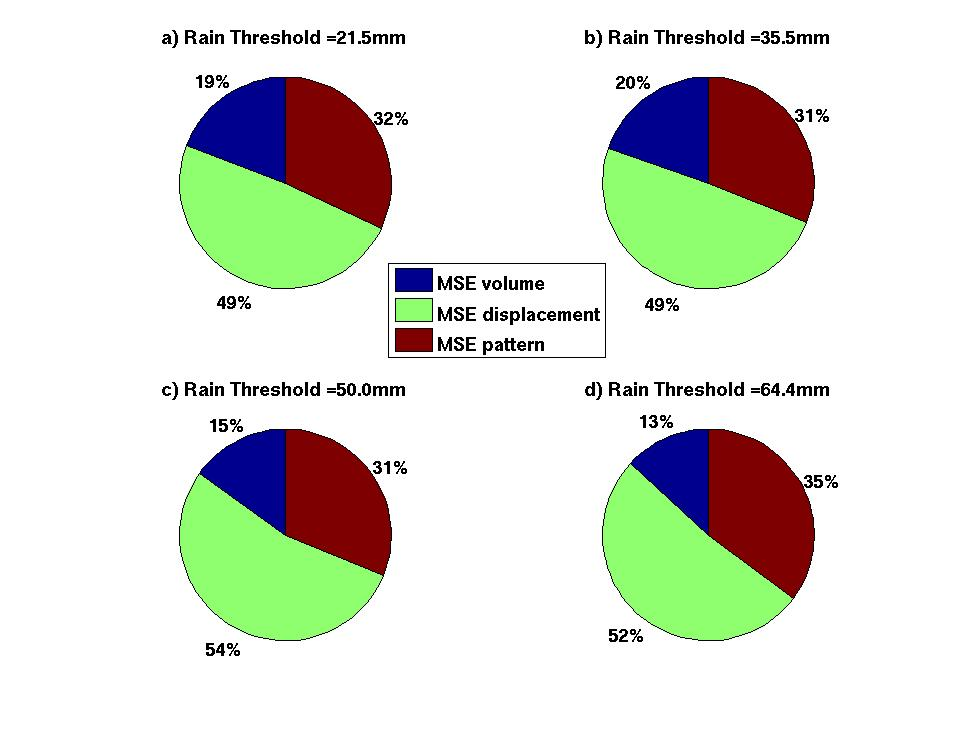 a) Rain Threshold =21.5mm
19%
32%
49%
b) Rain Threshold =35.5mm
20%
31%
49%
MSE volume
MSE displacement
MSE pattern
c) Rain Threshold =50.0mm
15%
31%
54%
d) Rain Threshold =64.4mm
13%
35%
52%